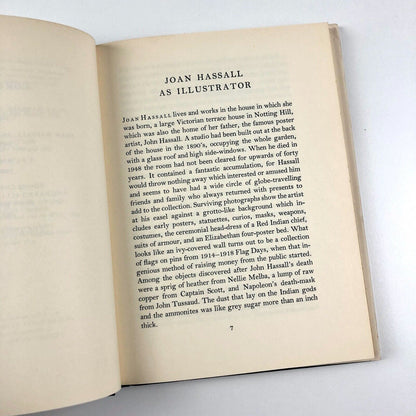 JOAN HASSALL
AS ILLUSTRATOR
JOAN HASSALL lives and works in the house in which she
was born, a large Victorian terrace house in Notting Hill,
which was also the home of her father, the famous poster
artist, John Hassall. A studio had been built out at the back
of the house in the 1890's, occupying the whole garden,
with a glass roof and high side-windows. When he died in
1948 the room had not been cleared for upwards of forty
years. It contained a fantastic accumulation, for Hassall
would throw nothing away which interested or amused him
and seems to have had a wide circle of globe-travelling
friends and family who always returned with presents to
add to the collection. Surviving photographs show the artist
at his easel against a grotto-like background which in-
cludes early posters, statuettes, curios, masks, weapons,
costumes, the ceremonial head-dress of a Red Indian chief,
suits of armour, and an Elizabethan four-poster bed. What
looks like an ivy-covered wall turns out to be a collection
of flags on pins from 1914–1918 Flag Days, when that in-
genious method of raising money from the public started.
Among the objects discovered after John Hassall's death
were a sprig of heather from Nellie Melba, a lump of raw
copper from Captain Scott, and Napoleon's death-mask
from John Tussaud. The dust that lay on the Indian gods
and the ammonites was like grey sugar more than an inch
thick.
7